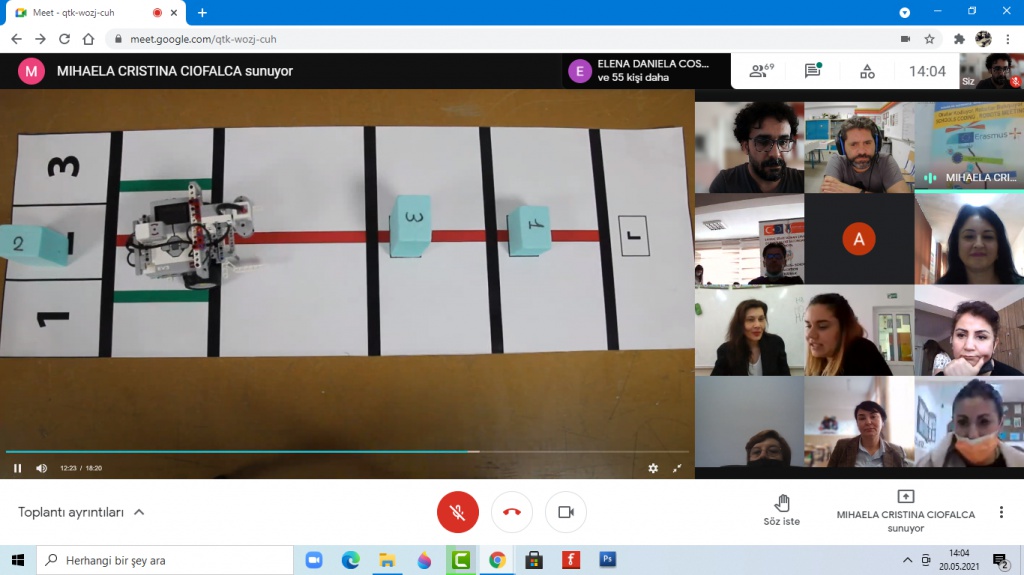 Meet - qtk-wozj-cuh
meet.google.com/qtk-wozj-cuh
M
MIHAELA CRISTINA CIOFALCA sunuyor
E
ELENA DANIELA COS...
ve 55 kişi daha
69
14:04
Siz
3
2
1
3
1
Erasmus+
MIHAELA CRI...
A
12:23 / 18:20
Toplantı ayrıntıları
Söz iste
MIHAELA CRISTINA CIOFALCA
sunuyor
Herhangi bir şey ara
C
f
Ps
14:04
20.05.2021
2